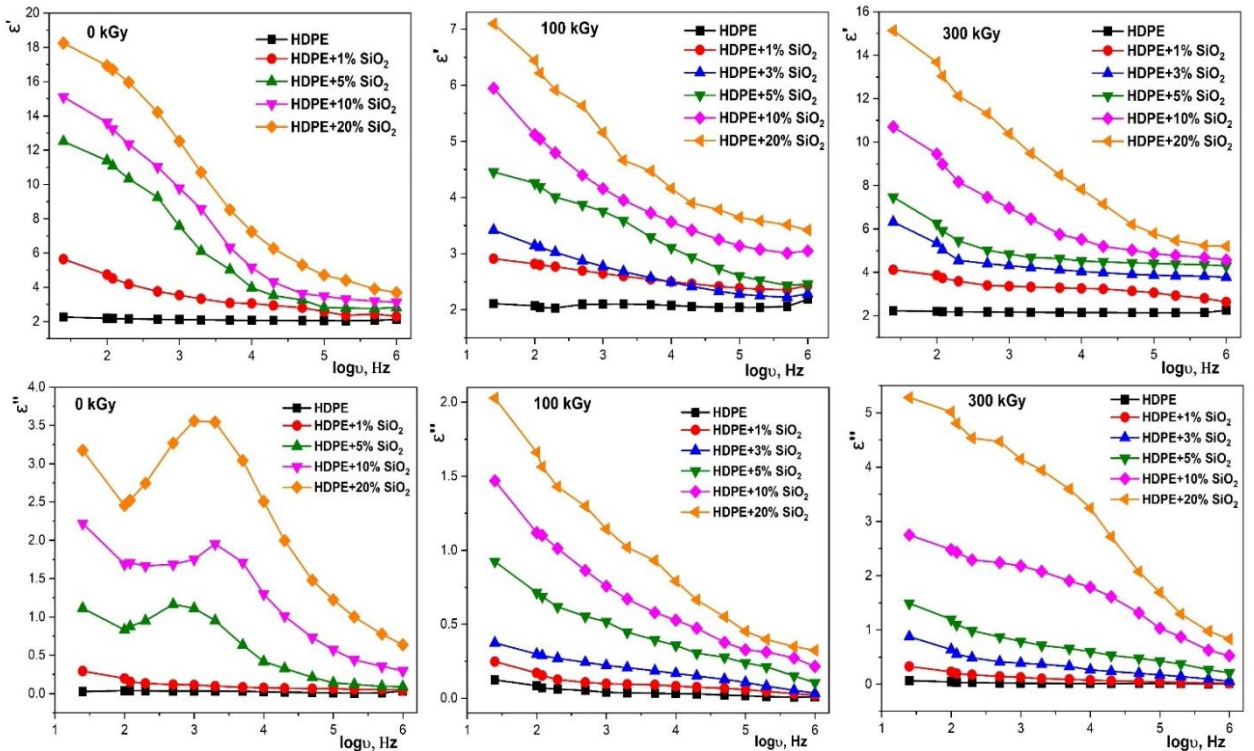 0 kGy
ε'
20
18
16
14
12
10
8
6
4
2
HDPE
HDPE+1% SiO₂
HDPE+5% SiO₂
HDPE+10% SiO₂
HDPE+20% SiO₂
2
3
4
5
6
logυ, Hz
100 kGy
ε'
7
6
5
4
3
2
HDPE
HDPE+1% SiO₂
HDPE+3% SiO₂
HDPE+5% SiO₂
HDPE+10% SiO₂
HDPE+20% SiO₂
1
2
3
4
5
6
logυ, Hz
300 kGy
ε'
16
14
12
10
8
6
4
2
0
HDPE
HDPE+1% SiO₂
HDPE+3% SiO₂
HDPE+5% SiO₂
HDPE+10% SiO₂
HDPE+20% SiO₂
1
2
3
4
5
6
logυ, Hz
0 kGy
ε''
4.0
3.5
3.0
2.5
2.0
1.5
1.0
0.5
0.0
HDPE
HDPE+1% SiO₂
HDPE+5% SiO₂
HDPE+10% SiO₂
HDPE+20% SiO₂
1
2
3
4
5
6
logυ, Hz
100 kGy
ε''
2.0
1.5
1.0
0.5
0.0
HDPE
HDPE+1% SiO₂
HDPE+3% SiO₂
HDPE+5% SiO₂
HDPE+10% SiO₂
HDPE+20% SiO₂
1
2
3
4
5
6
logυ, Hz
300 kGy
ε''
5
4
3
2
1
0
HDPE
HDPE+1% SiO₂
HDPE+3% SiO₂
HDPE+5% SiO₂
HDPE+10% SiO₂
HDPE+20% SiO₂
1
2
3
4
5
6
logυ, Hz